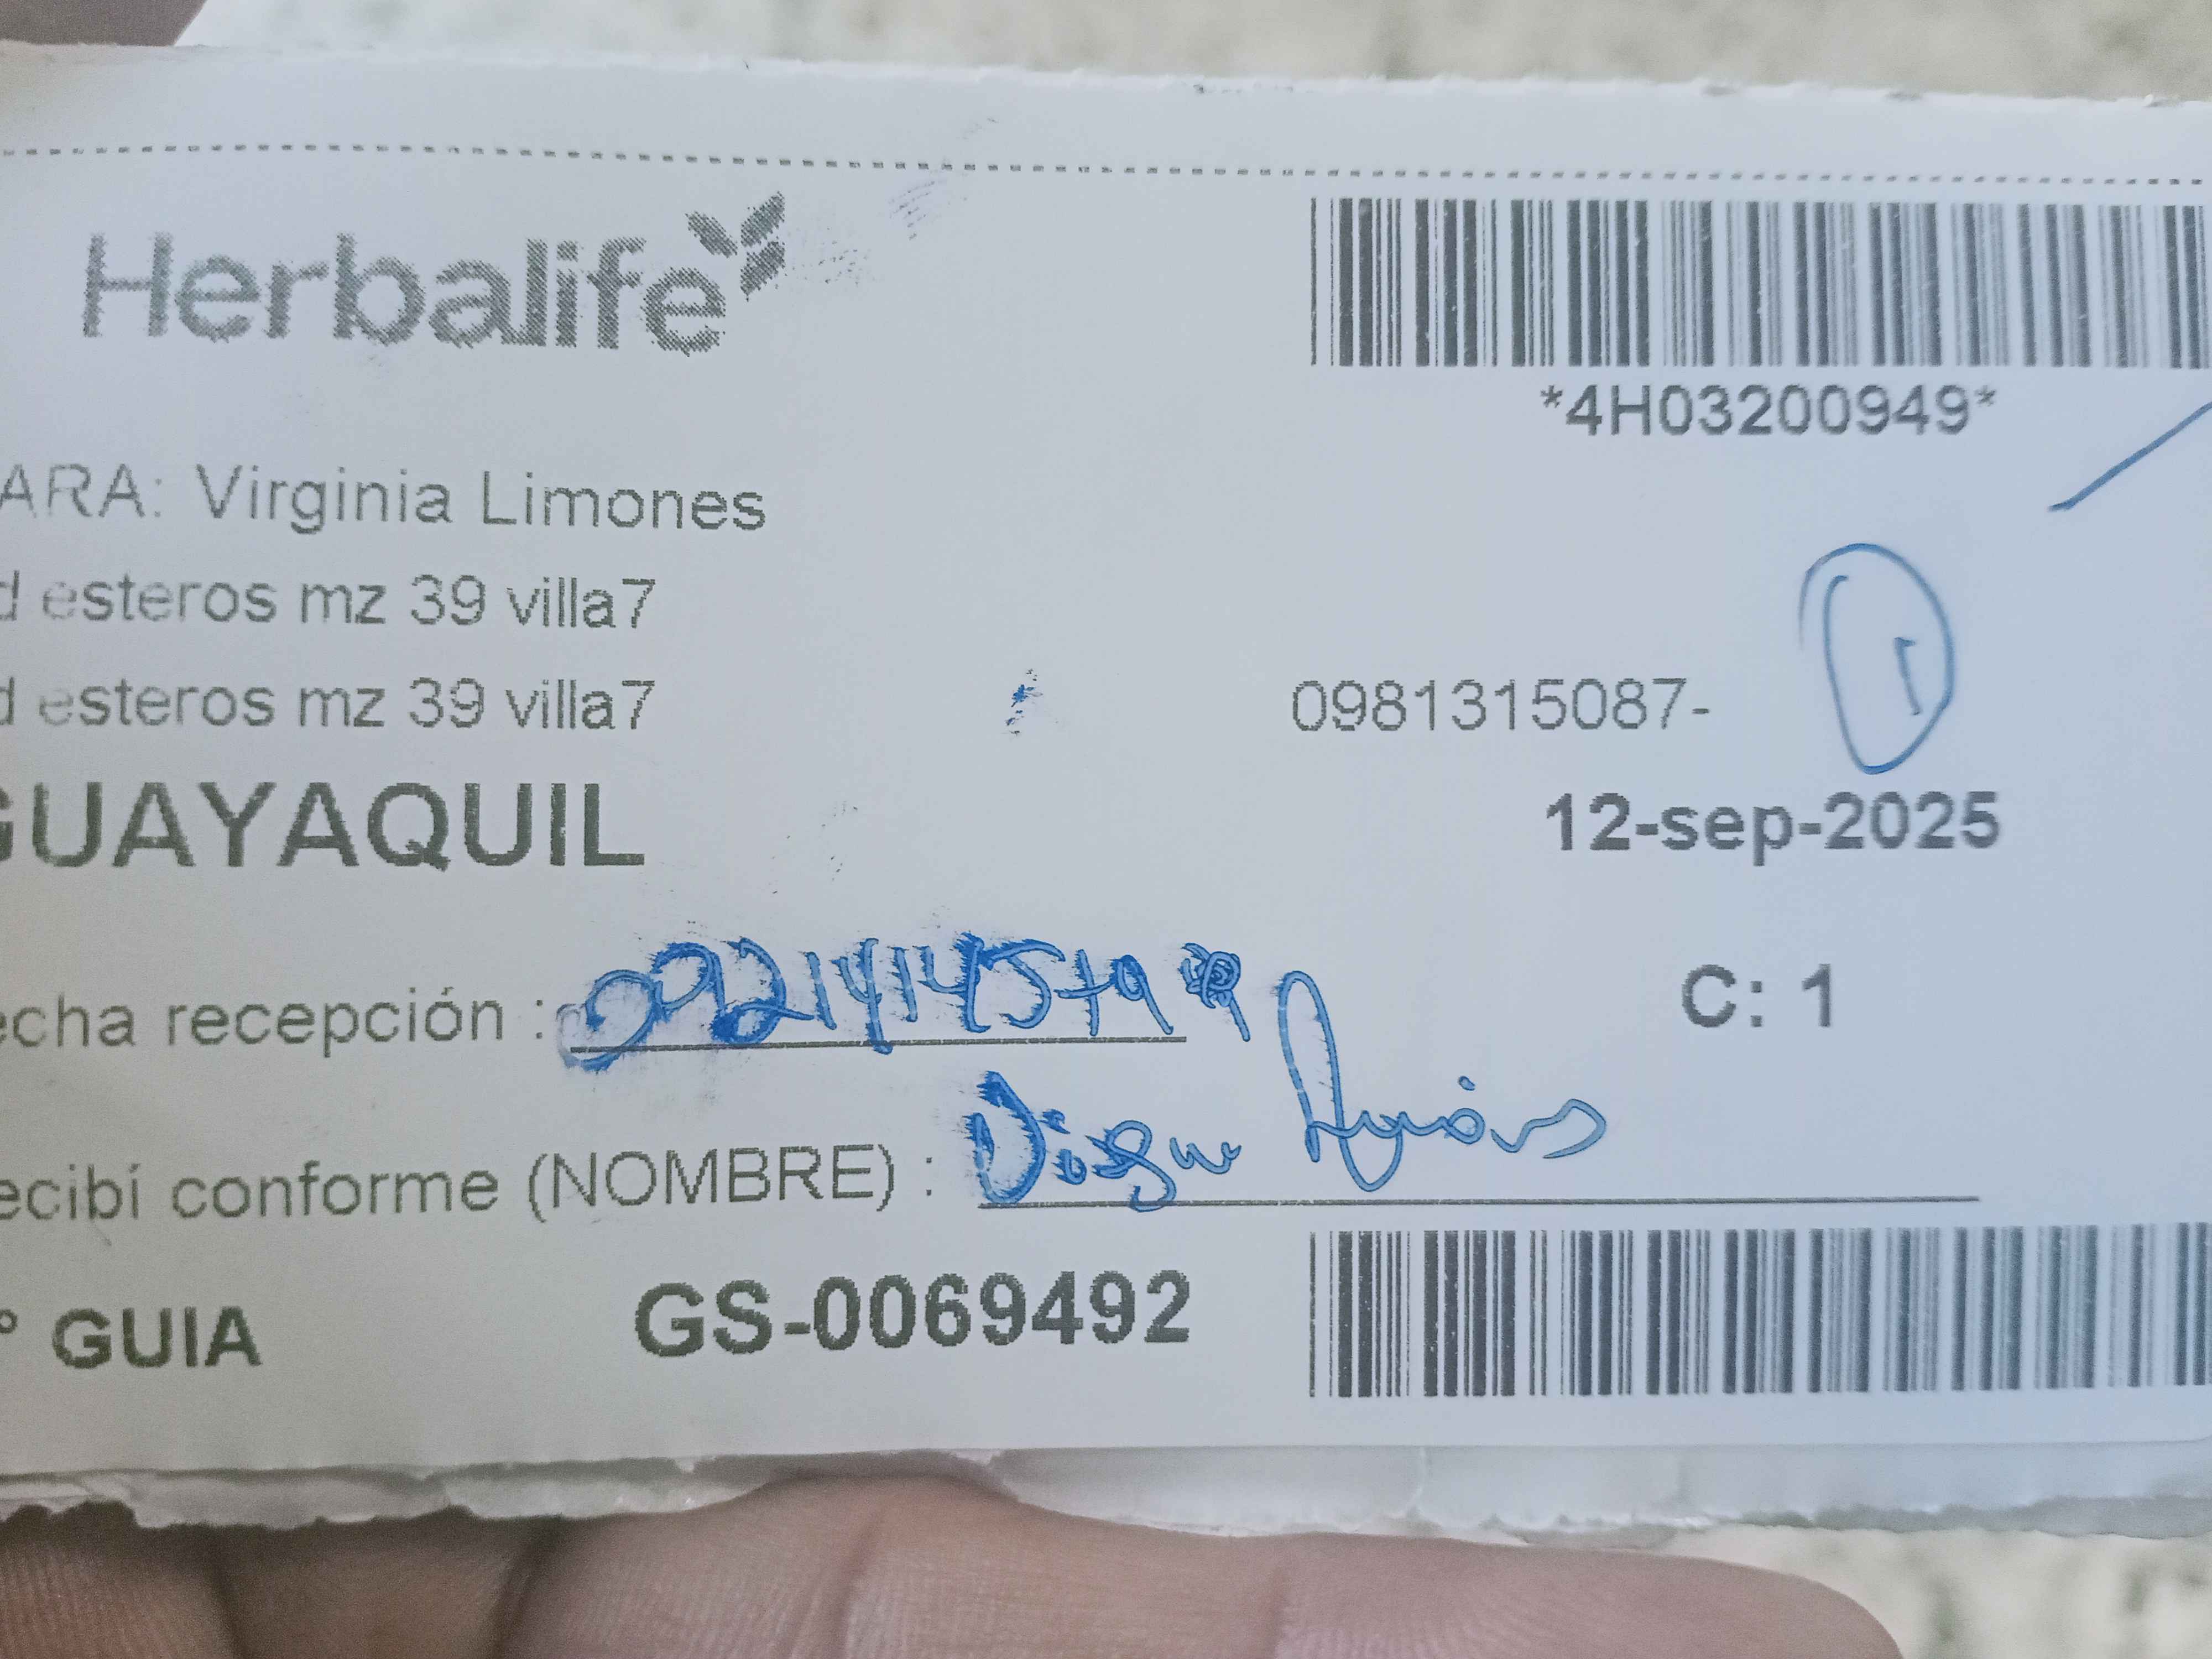 Herbalife
*4H03200949*
ARA: Virginia Limones
d esteros mz 39 villa7
d esteros mz 39 villa7
0981315087-
1
GUAYAQUIL
12-sep-2025
echa recepción :
C: 1
ecibí conforme (NOMBRE) :
° GUIA
GS-0069492